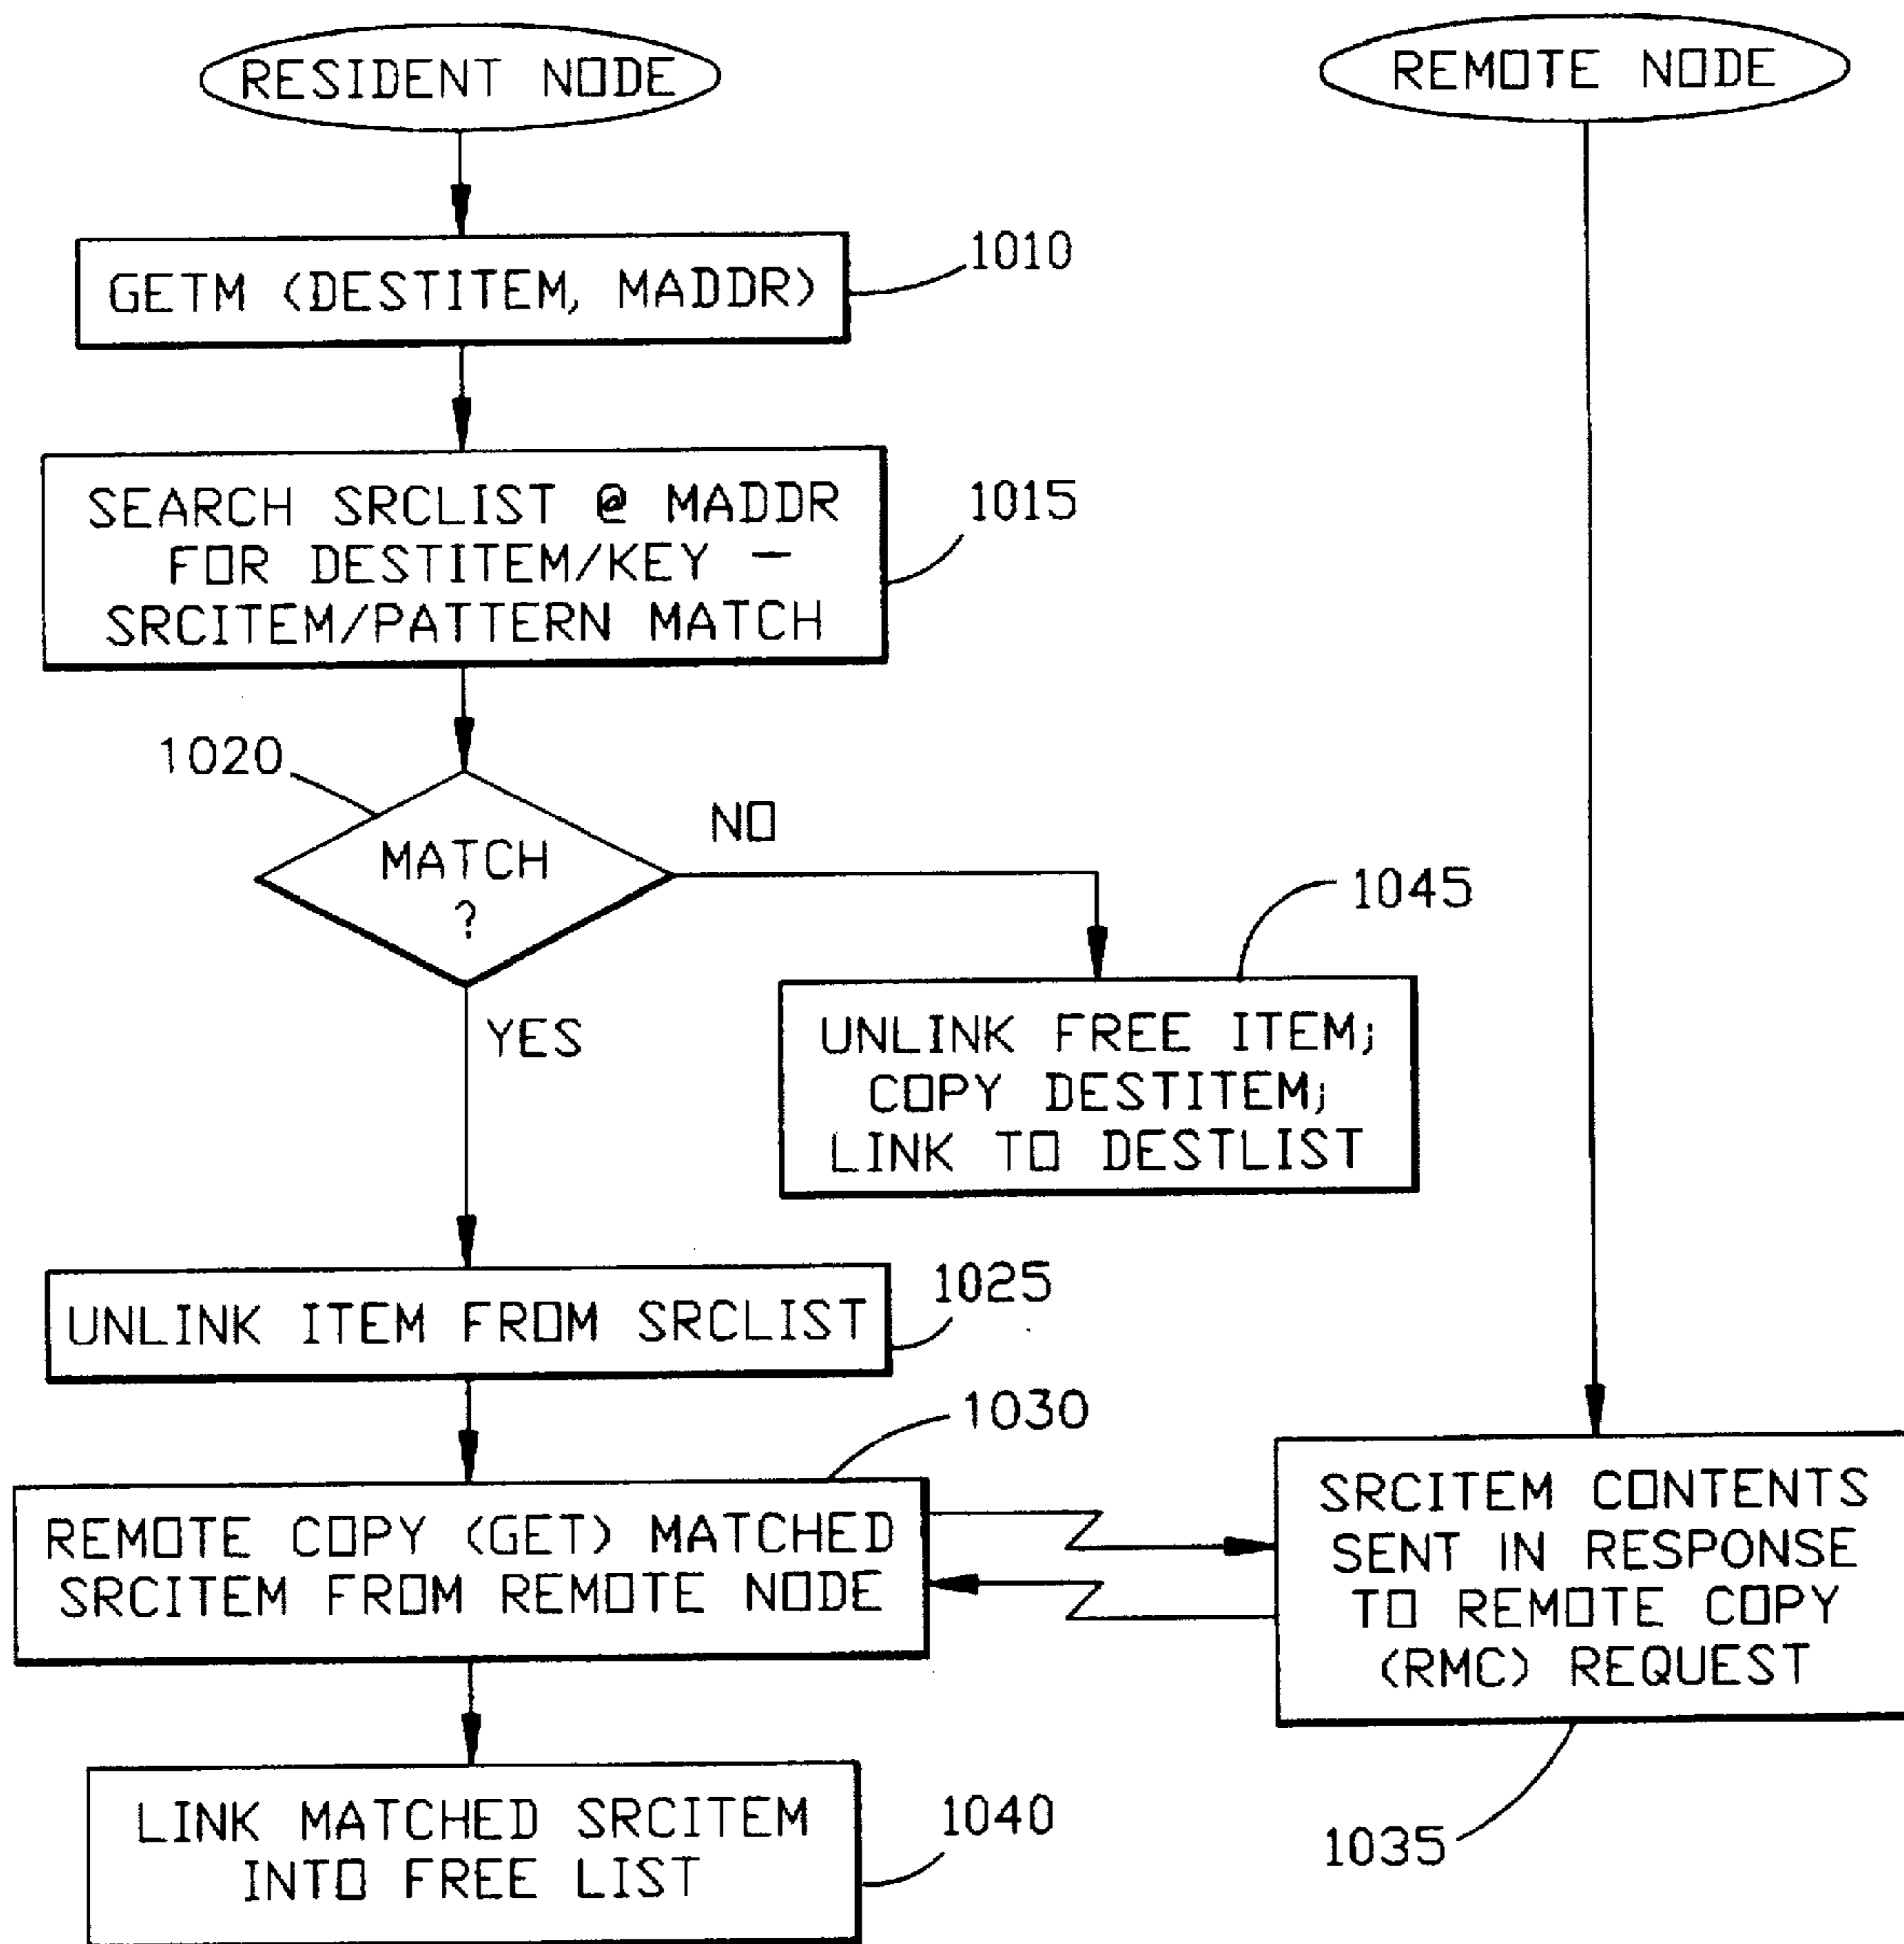 RESIDENT NODE
REMOTE NODE
GETM (DESTITEM, MADDR)
1010
SEARCH SRCLIST @ MADDR
FOR DESTITEM/KEY –
SRCITEM/PATTERN MATCH
1015
1020
MATCH
?
NO
YES
1045
UNLINK FREE ITEM;
COPY DESTITEM;
LINK TO DESTLIST
UNLINK ITEM FROM SRCLIST
1025
1030
REMOTE COPY (GET) MATCHED
SRCITEM FROM REMOTE NODE
SRCITEM CONTENTS
SENT IN RESPONSE
TO REMOTE COPY
(RMC) REQUEST
1035
LINK MATCHED SRCITEM
INTO FREE LIST
1040